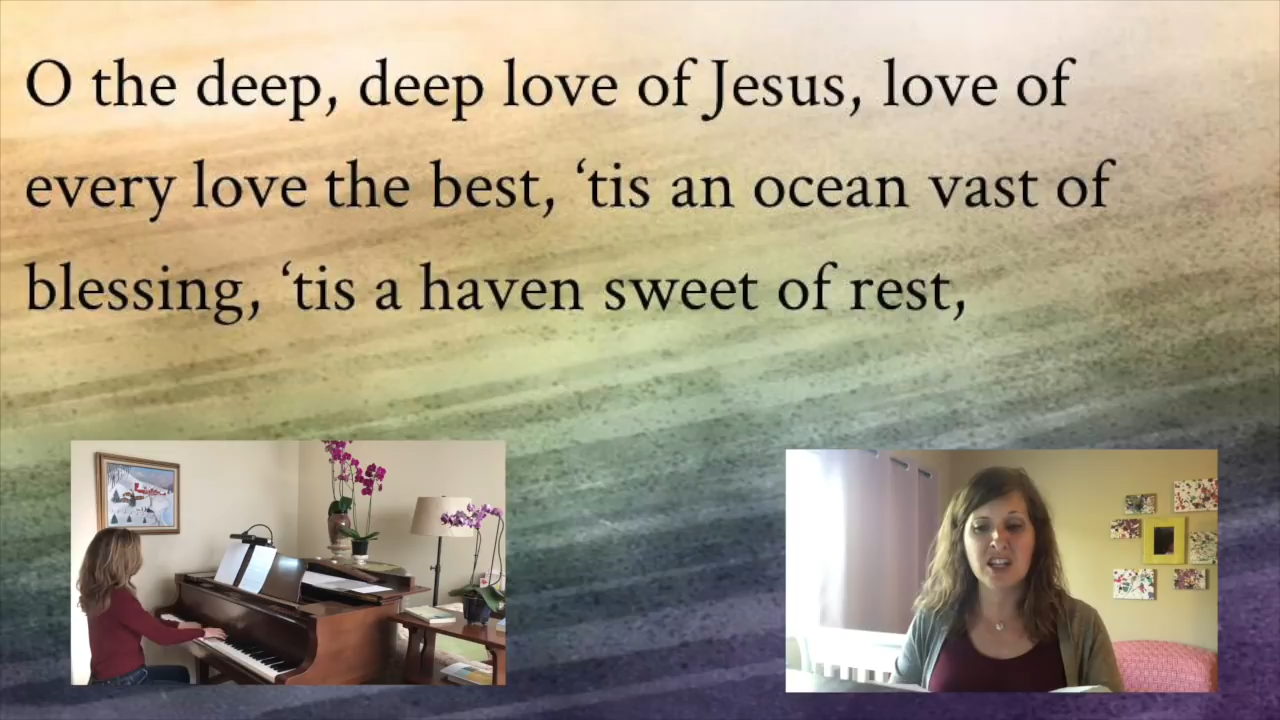 O the deep, deep love of Jesus, love of
every love the best, ‘tis an ocean vast of
blessing, ‘tis a haven sweet of rest,